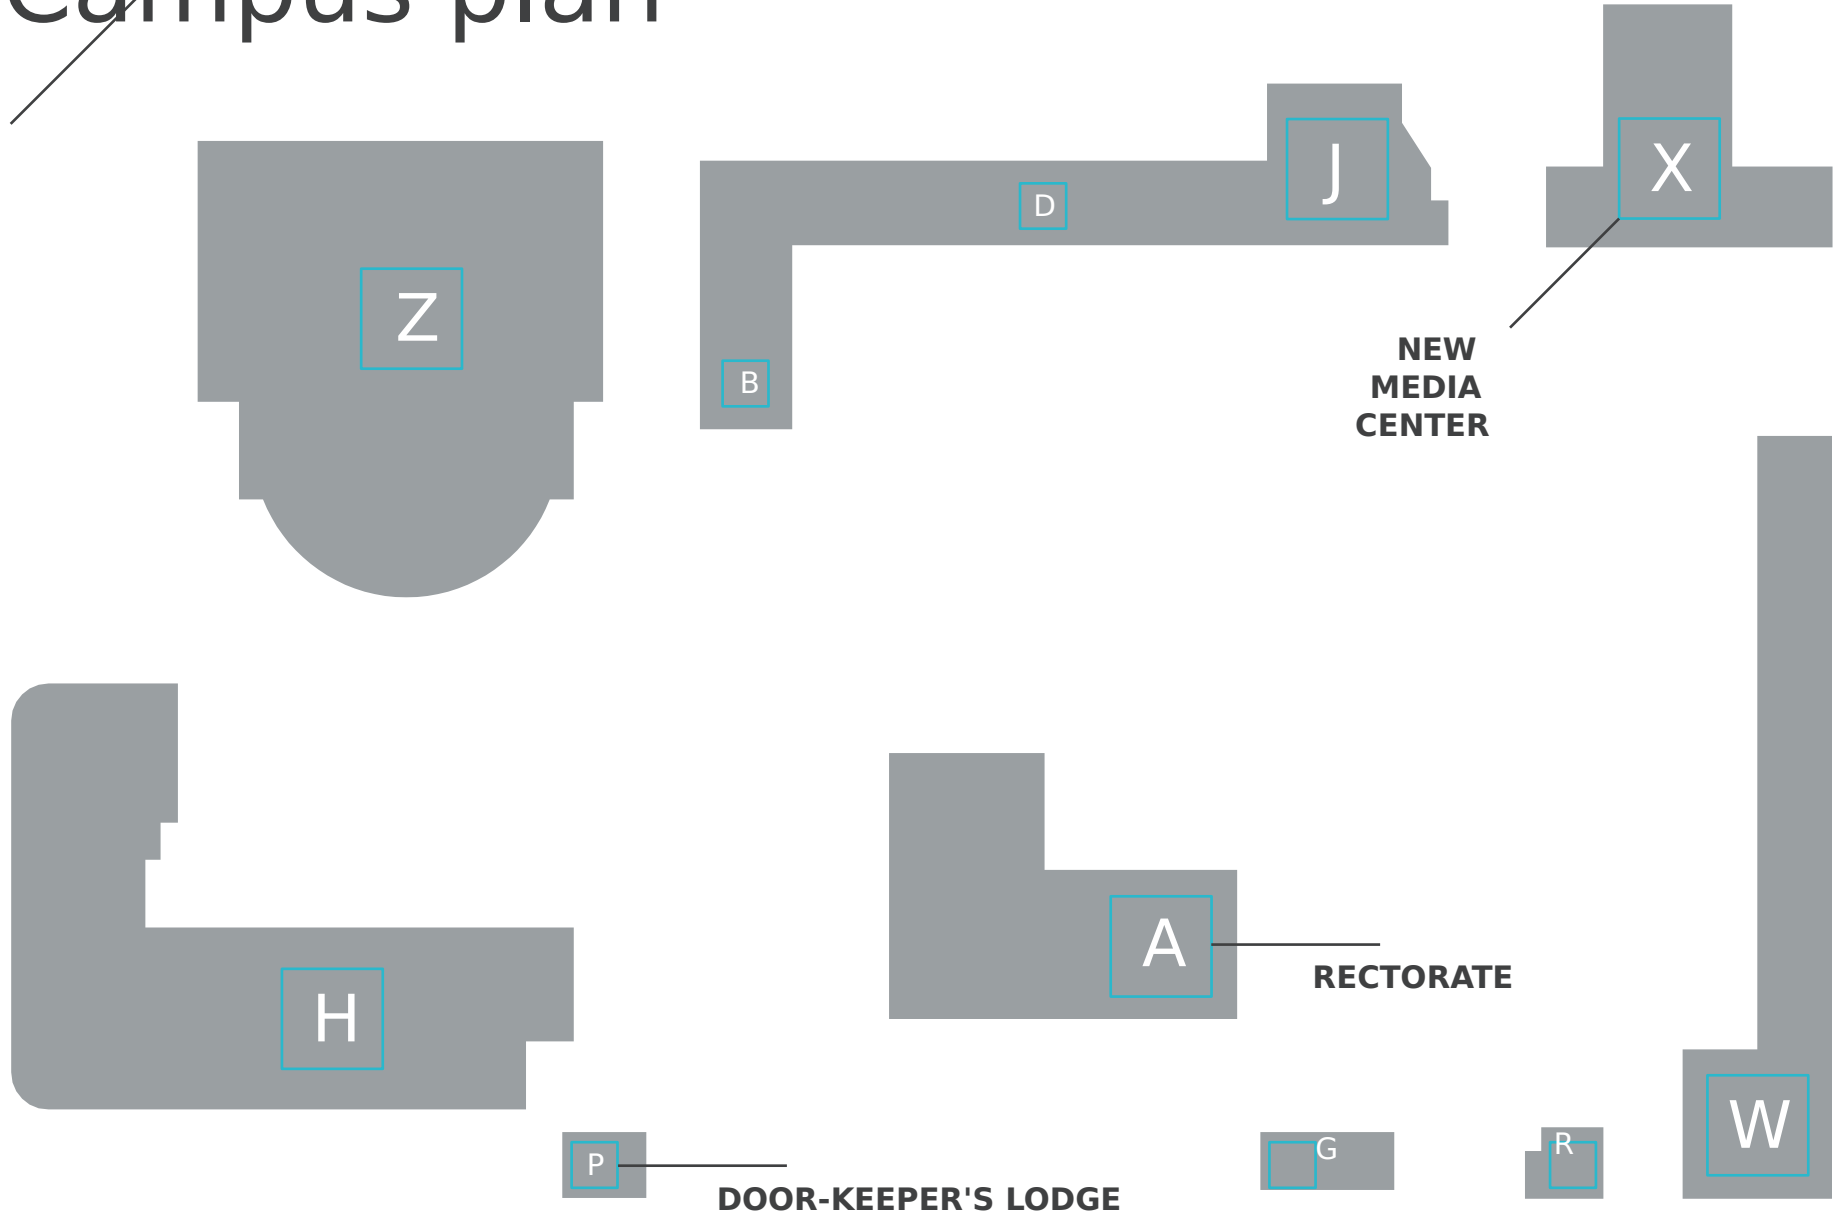 Campus plan
J
X
D
Z
B
NEW
MEDIA
CENTER
A
RECTORATE
H
W
G
R
P
DOOR-KEEPER'S LODGE